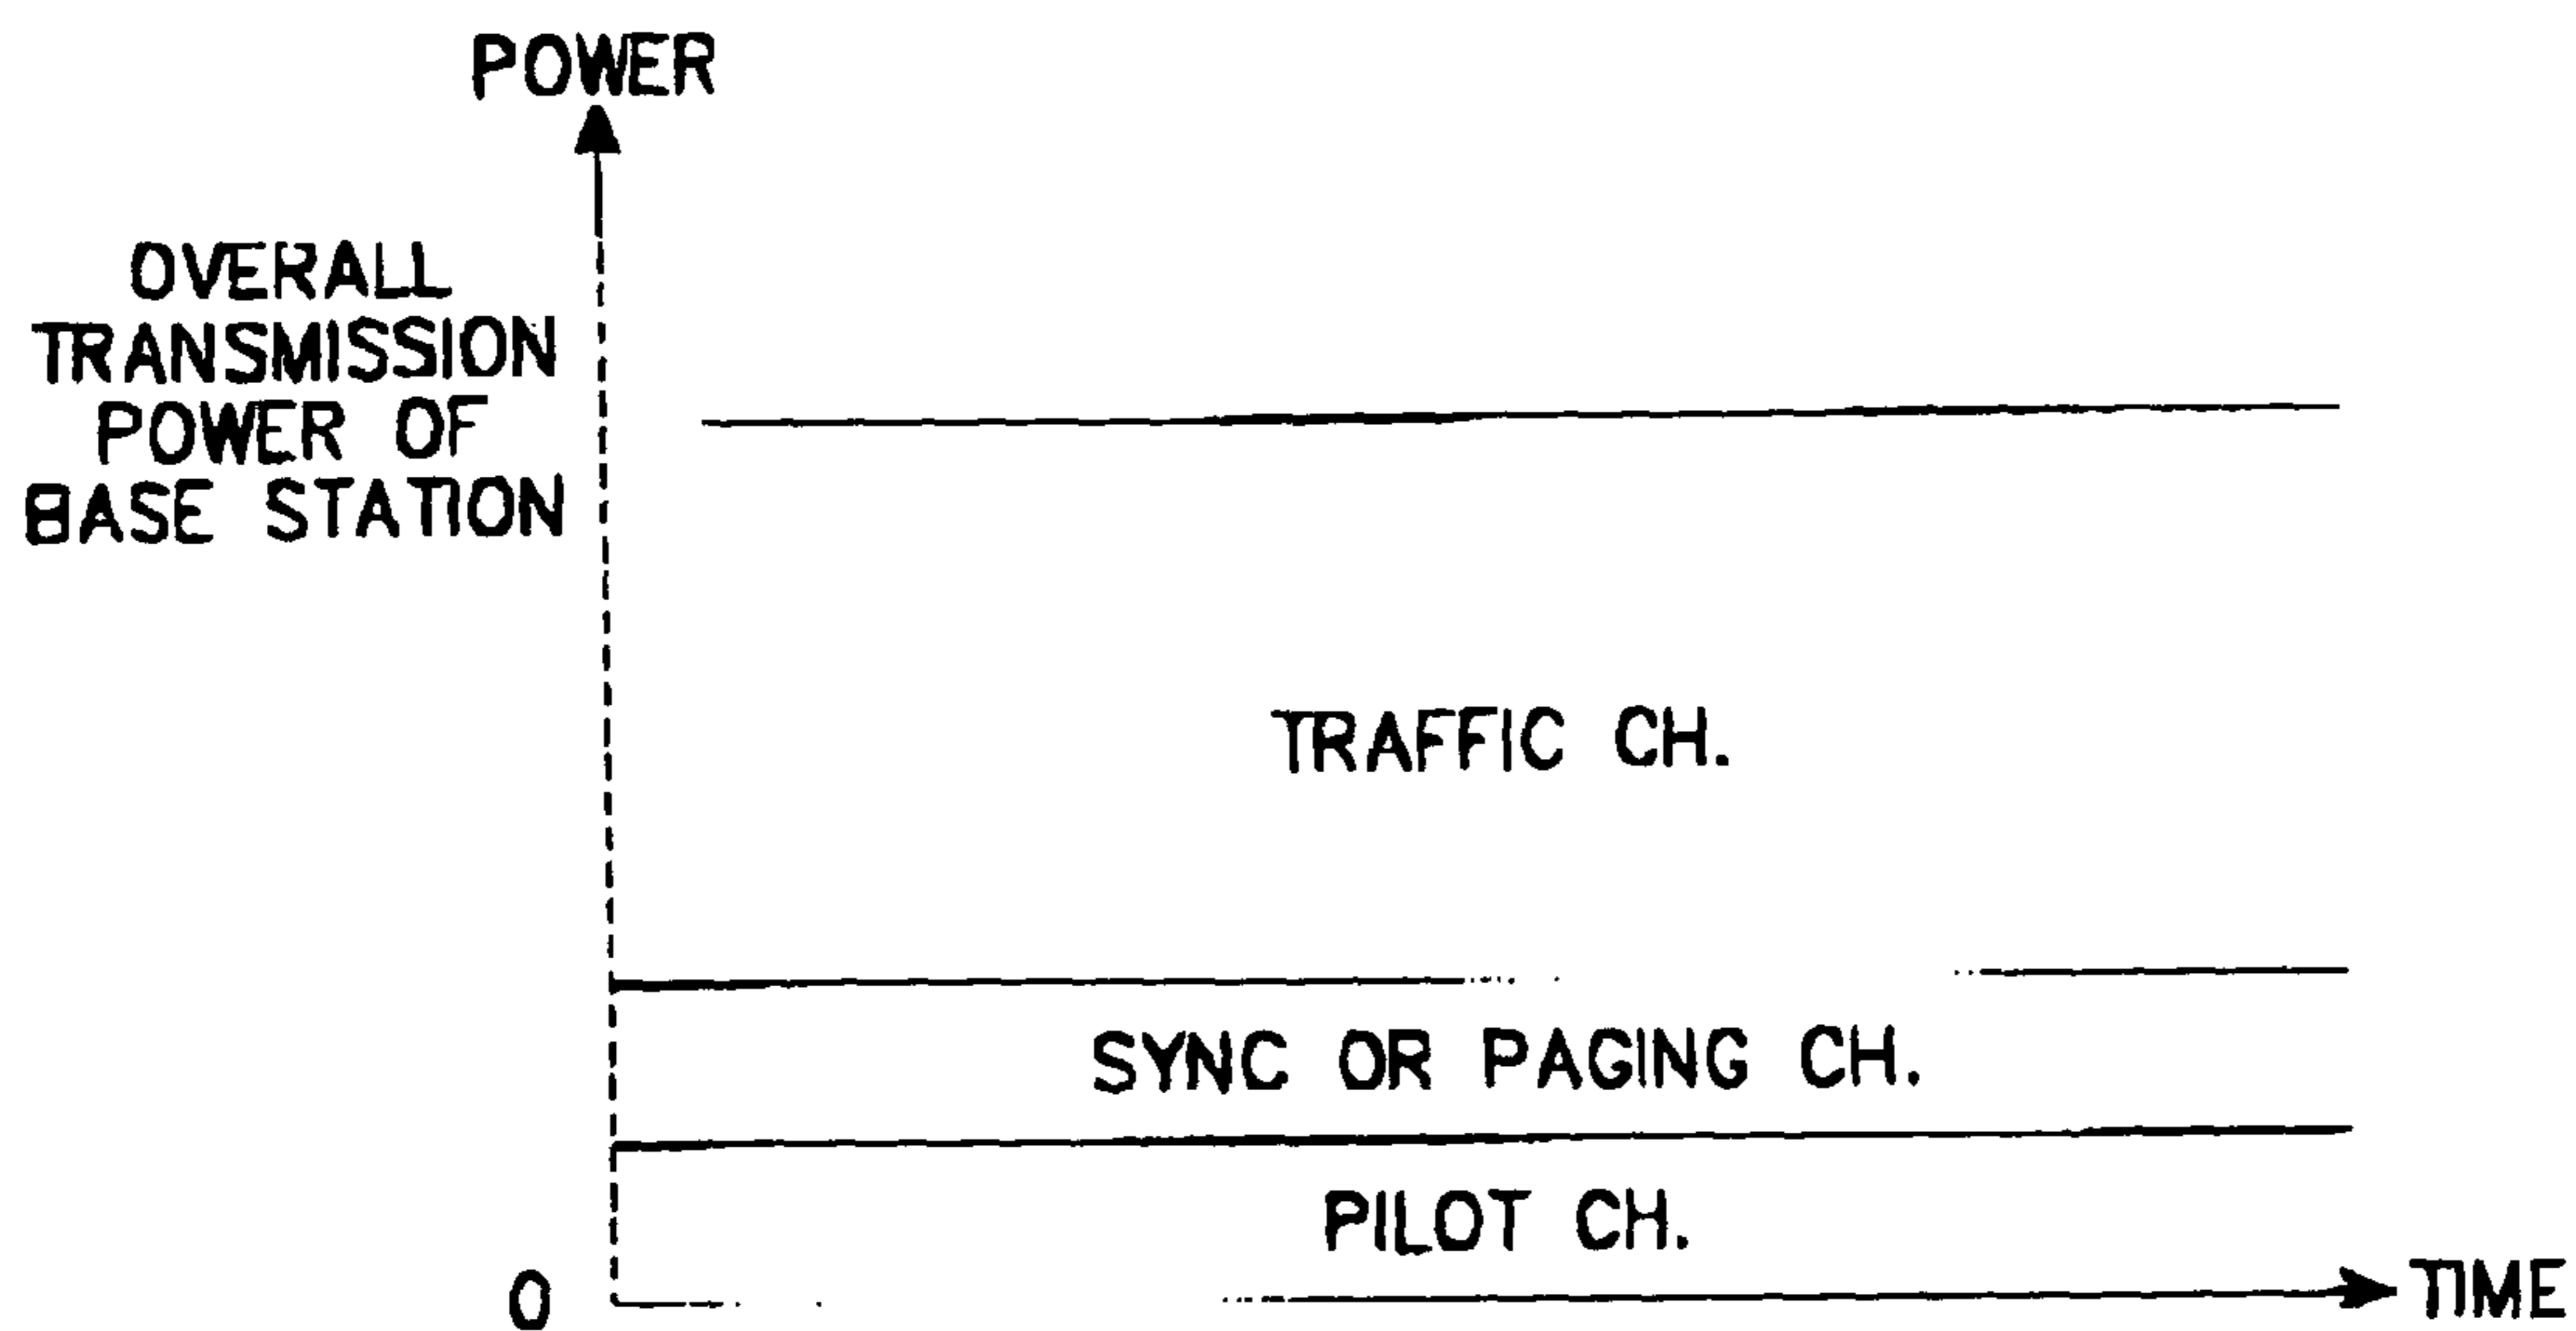 POWER
OVERALL
TRANSMISSION
POWER OF
BASE STATION
TRAFFIC CH.
SYNC OR PAGING CH.
PILOT CH.
0
TIME